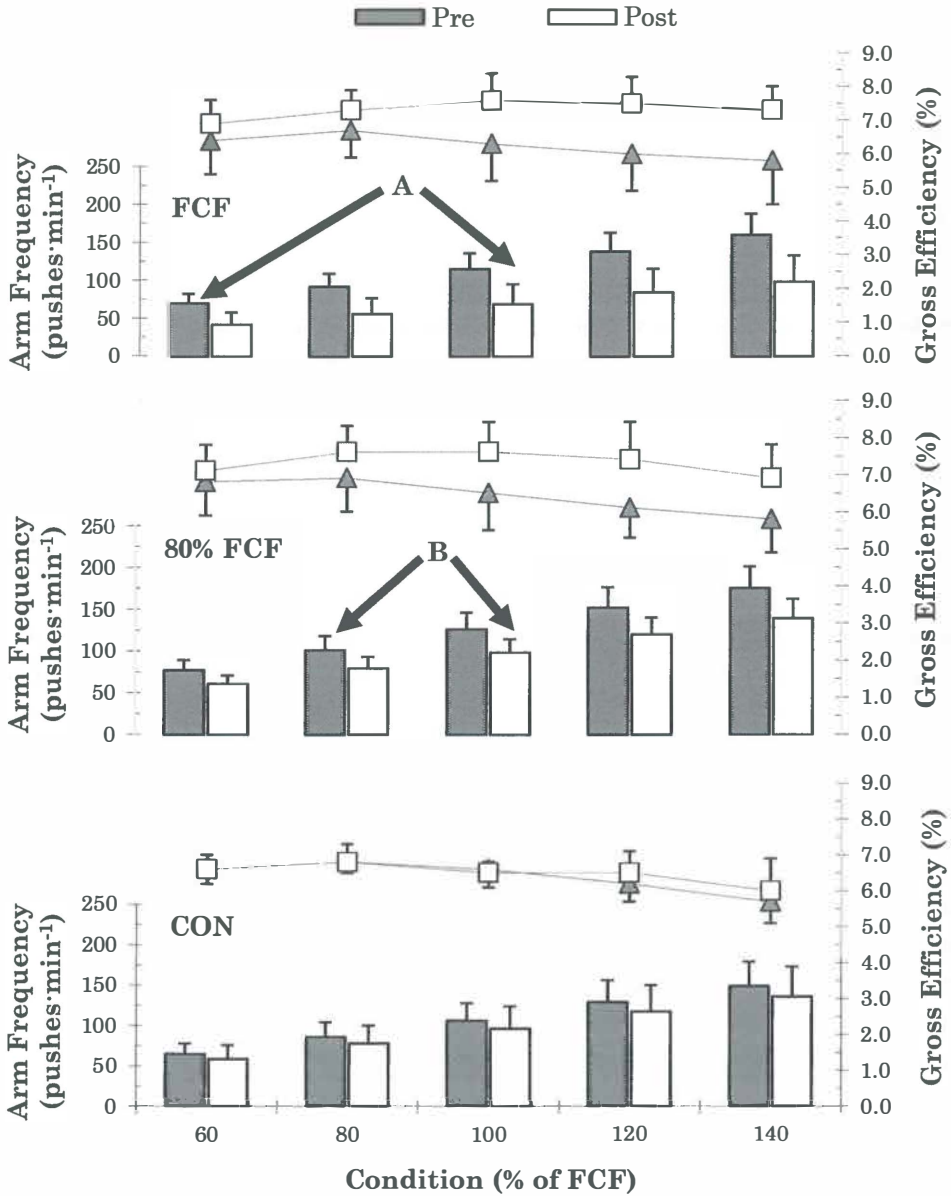 Pre Post
9.0
8.0
7.0
6.0
5.0
4.0
3.0
2.0
1.0
0.0
Gross Efficiency (%)
250
200
150
100
50
0
Arm Frequency
(pushes·min⁻¹)
FCF
A
9.0
8.0
7.0
6.0
5.0
4.0
3.0
2.0
1.0
0.0
Gross Efficiency (%)
250
200
150
100
50
0
Arm Frequency
(pushes·min⁻¹)
80% FCF
B
9.0
8.0
7.0
6.0
5.0
4.0
3.0
2.0
1.0
0.0
Gross Efficiency (%)
250
200
150
100
50
0
Arm Frequency
(pushes·min⁻¹)
CON
60 80 100 120 140
Condition (% of FCF)